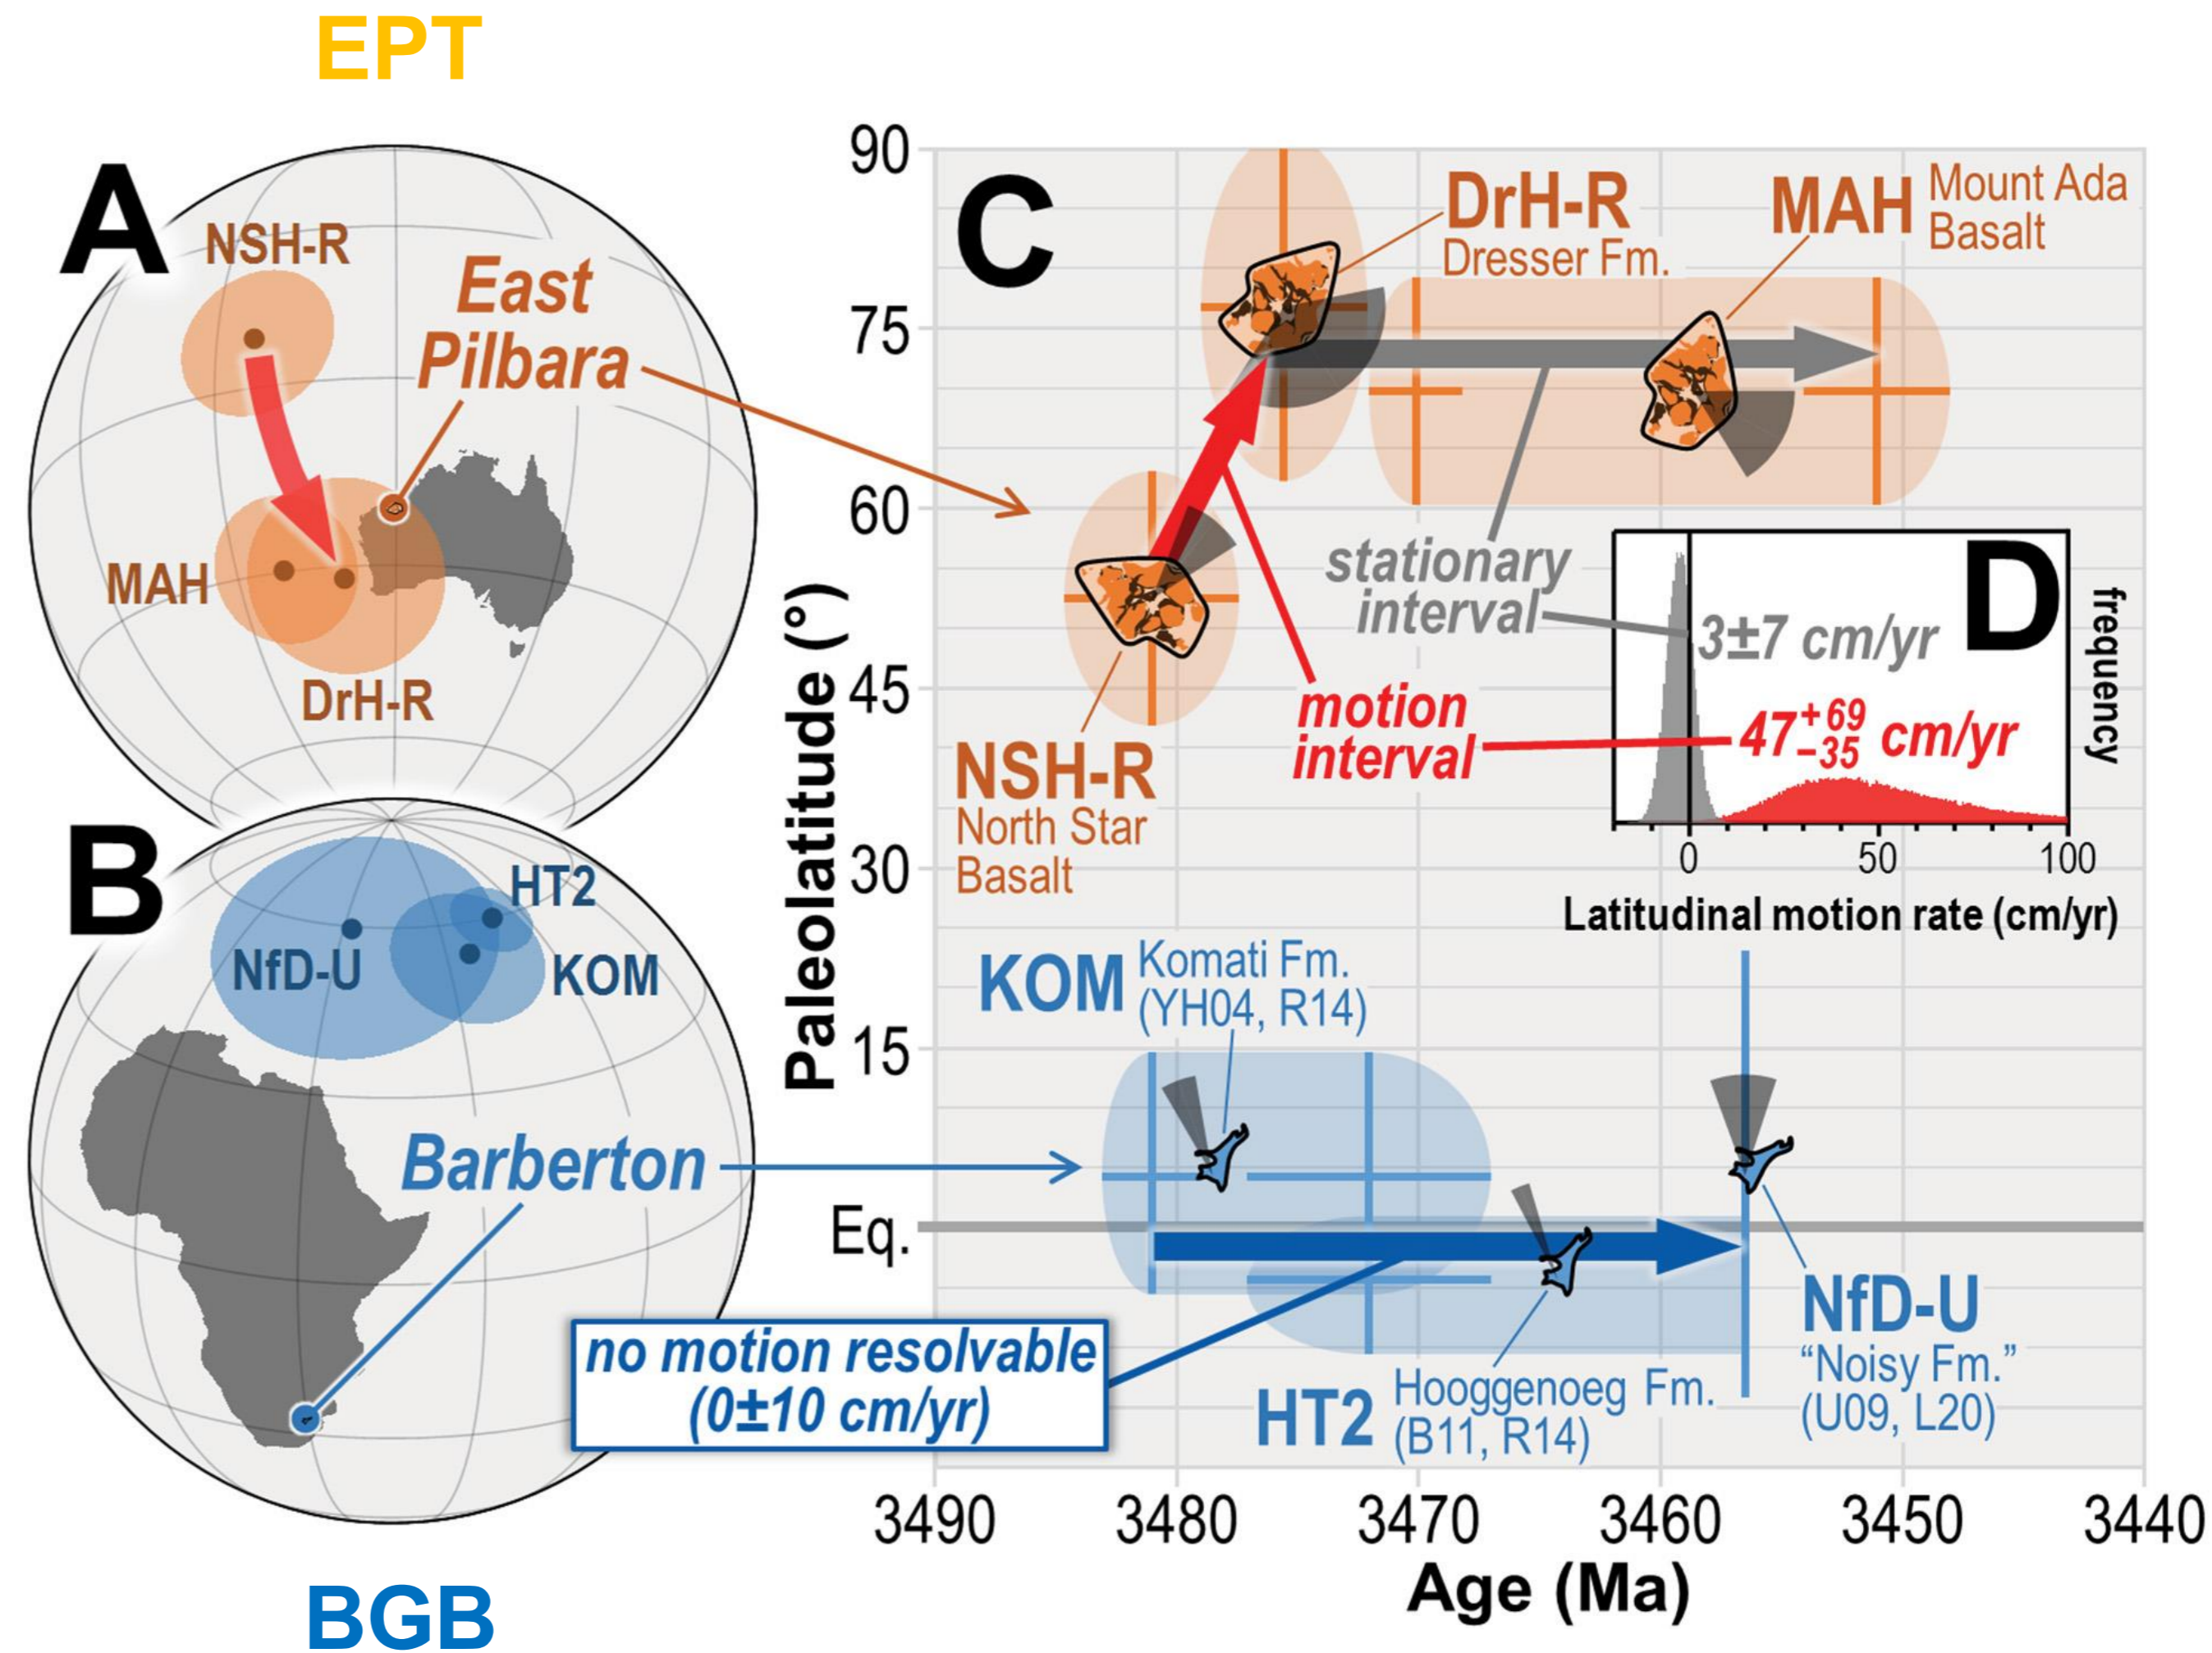 EPT
A
NSH-R
East
Pilbara
MAH
DrH-R
B
HT2
NfD-U
KOM
Barberton
BGB
C
90
75
60
45
30
15
Eq.
Paleolatitude (°)
DrH-R
Dresser Fm.
MAH
Mount Ada
Basalt
stationary
interval
motion
interval
NSH-R
North Star
Basalt
D
3±7 cm/yr
47+69−35 cm/yr
frequency
0 50 100
Latitudinal motion rate (cm/yr)
KOM
Komati Fm.
(YH04, R14)
no motion resolvable
(0±10 cm/yr)
HT2
Hooggenoeg Fm.
(B11, R14)
NfD-U
“Noisy Fm.”
(U09, L20)
3490 3480 3470 3460 3450 3440
Age (Ma)